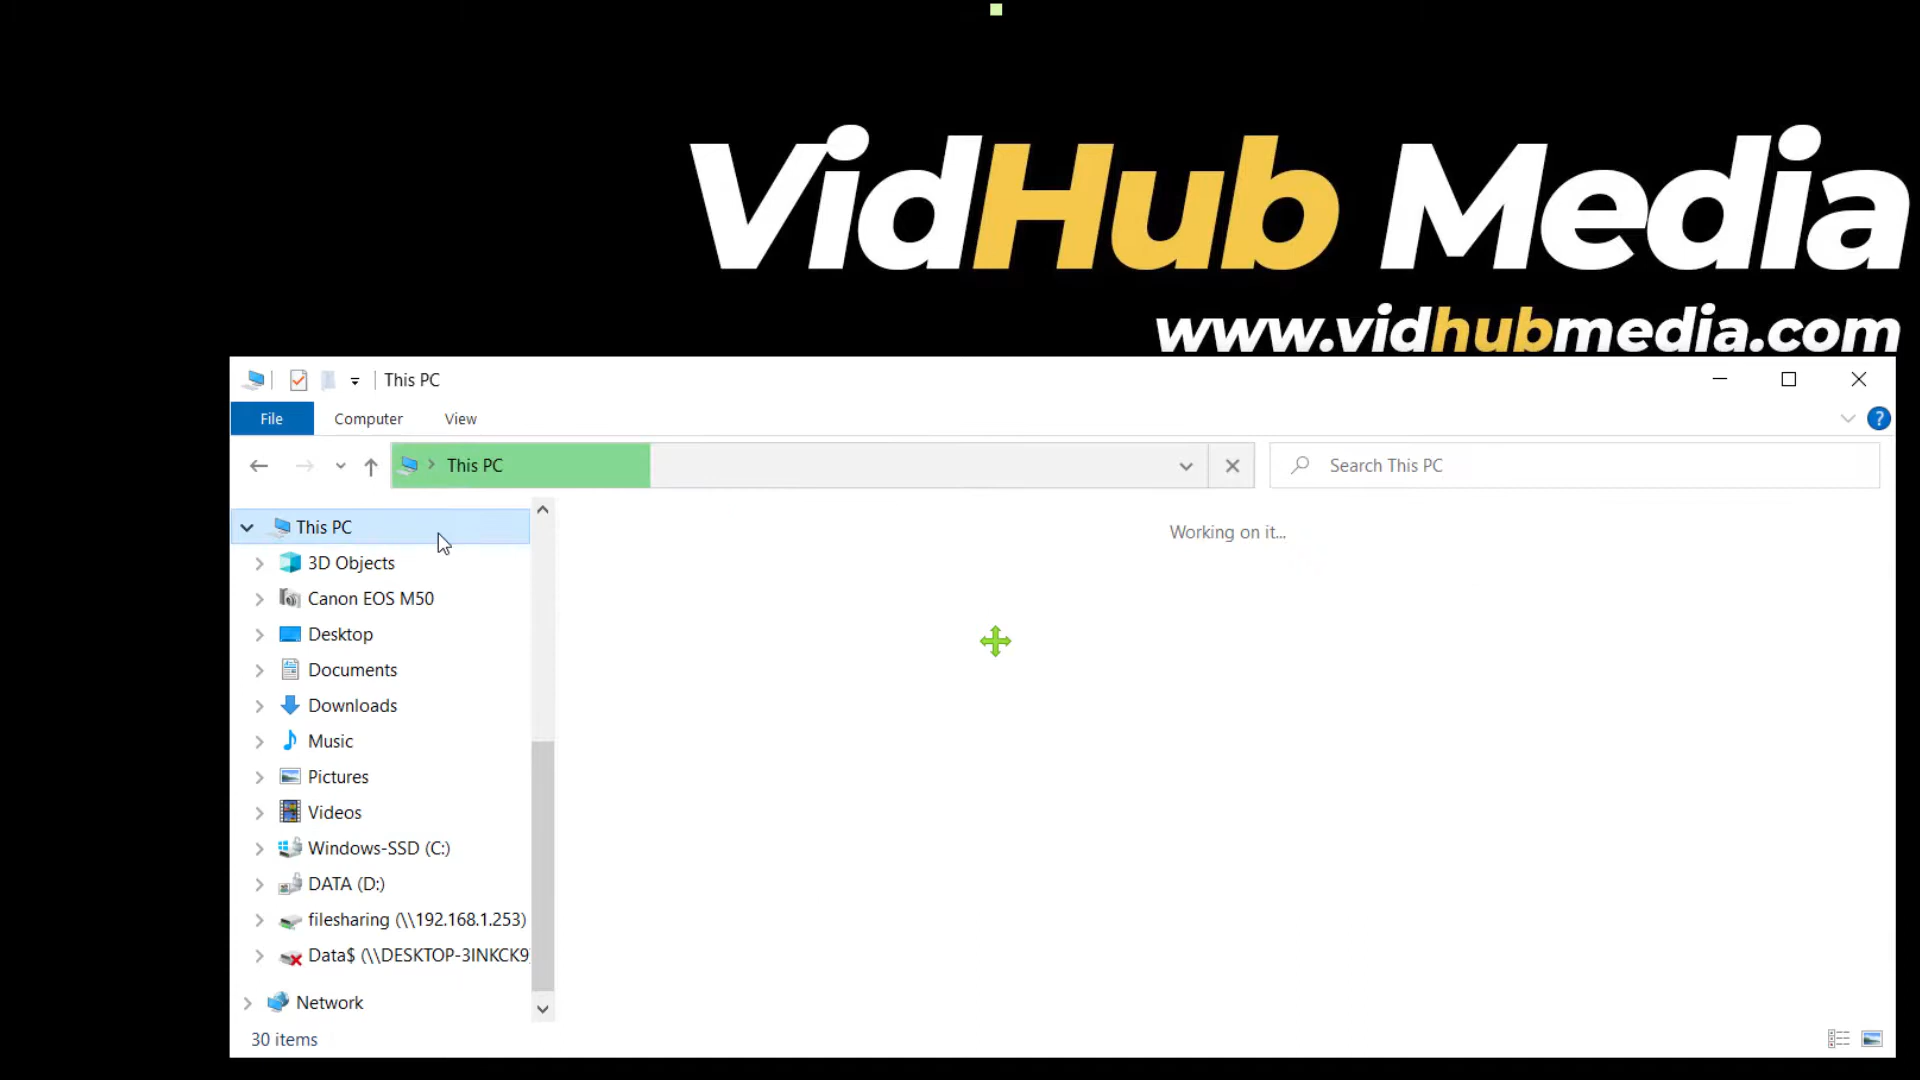 VidHub Media
www.vidhubmedia.com
This PC
File Computer View
This PC
Search This PC
This PC
Working on it...
3D Objects
Canon EOS M50
Desktop
Documents
Downloads
Music
Pictures
Videos
Windows-SSD (C:)
DATA (D:)
filesharing (\\192.168.1.253)
Data$ (\\DESKTOP-3INKCK9
Network
30 items